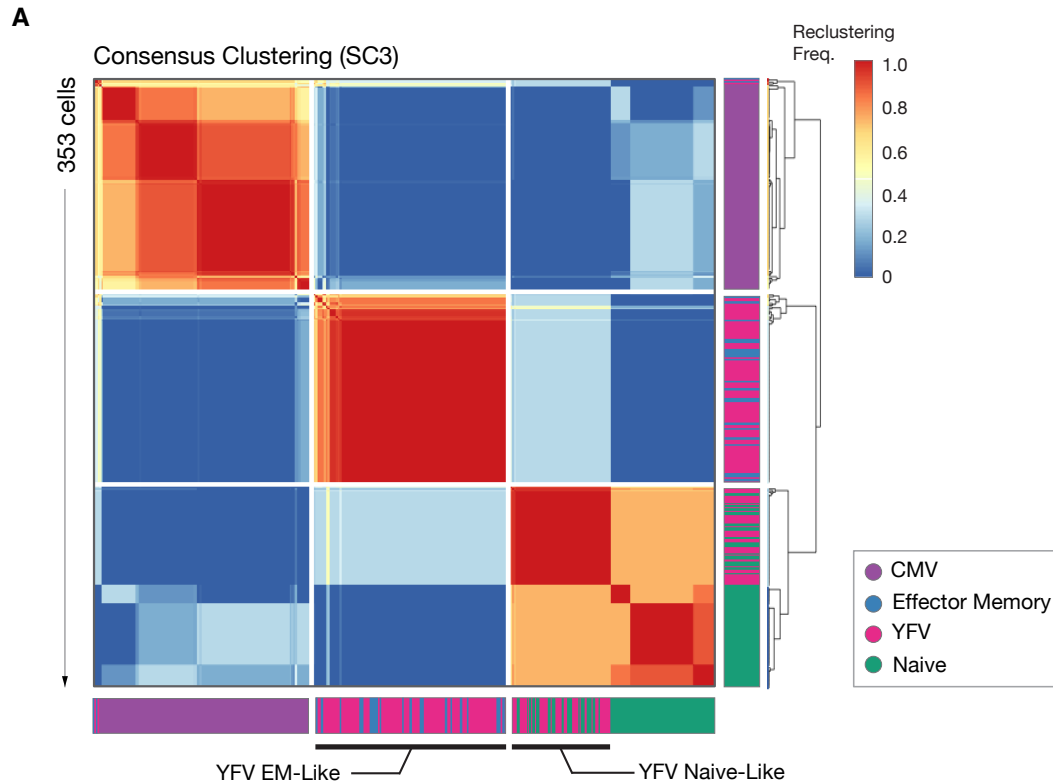 A
Consensus Clustering (SC3)
Reclustering
Freq.
353 cells
1.0
0.8
0.6
0.4
0.2
0
CMV
Effector Memory
YFV
Naive
YFV EM-Like
YFV Naive-Like